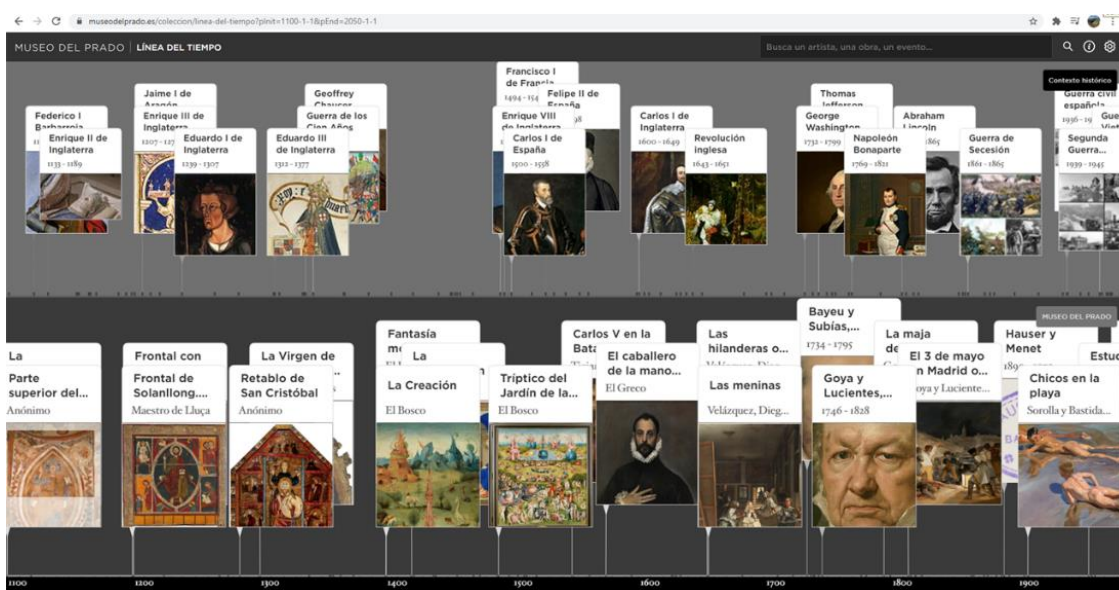 museodelprado.es/coleccion/linea-del-tiempo?pInit=1100-1-1&pEnd=2050-1-1
MUSEO DEL PRADO | LÍNEA DEL TIEMPO
Busca un artista, una obra, un evento...
Contexto histórico
Federico I
Barbarroja
Enrique II de
Inglaterra
1133 - 1189
Jaime I de
Aragón
Enrique III de
Inglaterra
Eduardo I de
Inglaterra
1239 - 1307
Geoffrey
Chaucer
Guerra de los
Cien Años
Eduardo III
1312 - 1377
Francisco I
de Francia
Felipe II de
España
Enrique VIII
de Inglaterra
Carlos I de
España
1500 - 1558
Carlos I de
Inglaterra
1600 - 1649
Revolución
inglesa
1643 - 1651
Thomas
Jefferson
George
Washington
1732 - 1799
Napoleón
Bonaparte
1769 - 1821
Abraham
Lincoln
1865
Guerra de
Secesión
1861 - 1865
Guerra civil
española
Segunda
Guerra...
1939 - 1945
MUSEO DEL PRADO
La
Parte
superior del...
Anónimo
Frontal con
Frontal de
Solanllong....
Maestro de Lluça
La Virgen de
Retablo de
San Cristóbal
Anónimo
Fantasía
La
La Creación
El Bosco
Tríptico del
Jardín de la...
El Bosco
Carlos V en la
El caballero
de la mano...
El Greco
Las
hilanderas o...
Las meninas
Velázquez, Dieg...
Bayeu y
Subías,...
1734 - 1795
Goya y
Lucientes,...
1746 - 1828
La maja
El 3 de mayo
en Madrid o...
Hauser y
Menet
Chicos en la
playa
Sorolla y Bastida...
1100 1200 1300 1400 1500 1600 1700 1800 1900